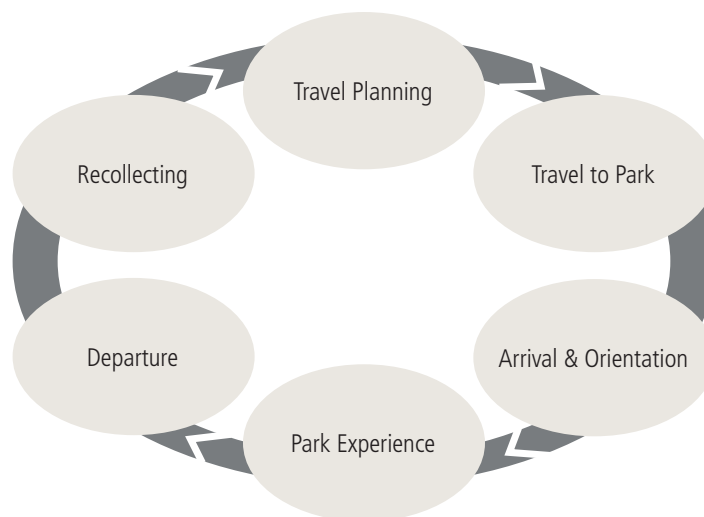 Travel Planning
Travel to Park
Arrival & Orientation
Park Experience
Departure
Recollecting